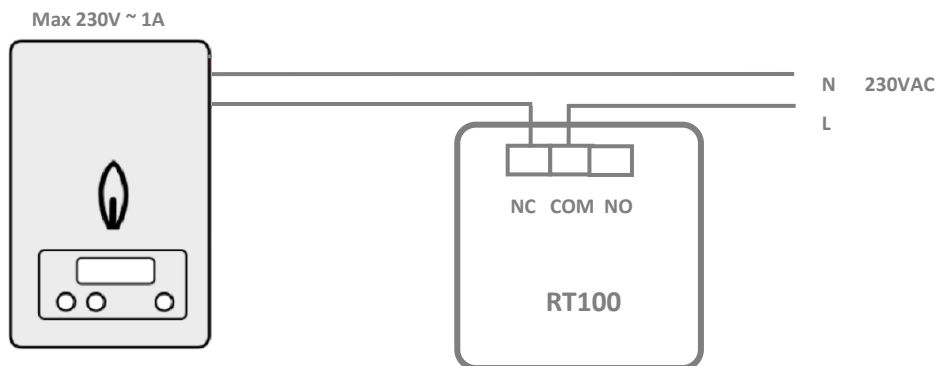 Max 230V ~ 1A
N 230VAC
L
NC COM NO
RT100